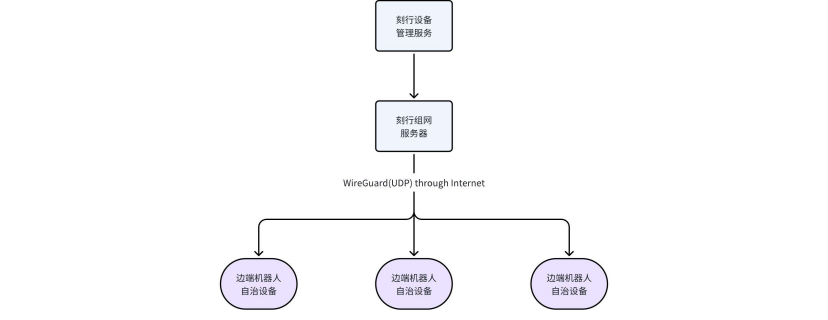 刻行设备
管理服务
刻行组网
服务器
WireGuard(UDP) through Internet
边端机器人
自治设备
边端机器人
自治设备
边端机器人
自治设备